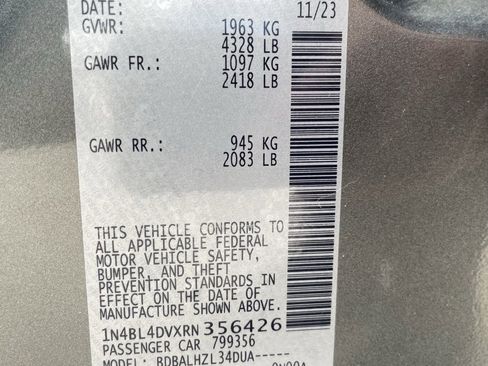 DATE: 11/23
GVWR: 1963 KG
4328 LB
GAWR FR.: 1097 KG
2418 LB
GAWR RR.: 945 KG
2083 LB
THIS VEHICLE CONFORMS TO
ALL APPLICABLE FEDERAL
MOTOR VEHICLE SAFETY,
BUMPER, AND THEFT
PREVENTION STANDARDS IN
EFFECT ON THE DATE OF
MANUFACTURE SHOWN ABOVE.
1N4BL4DVXRN356426
PASSENGER CAR 799356
MODEL: BDBALHZL34DUA-----